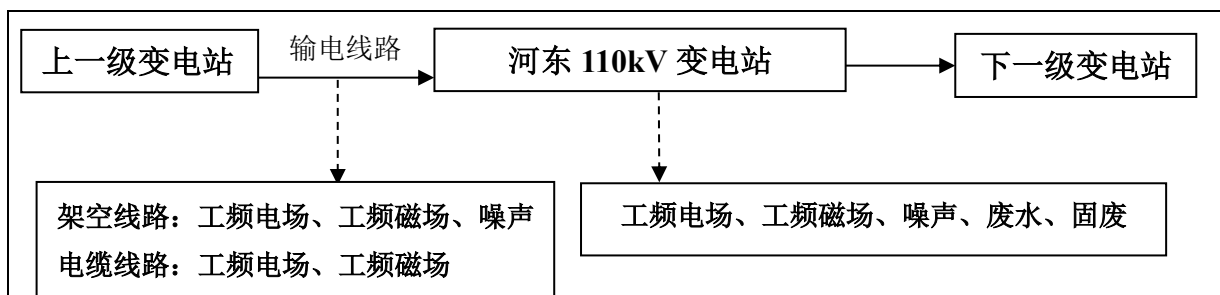 上一级变电站
输电线路
河东 110kV 变电站
下一级变电站
架空线路：工频电场、工频磁场、噪声
电缆线路：工频电场、工频磁场
工频电场、工频磁场、噪声、废水、固废